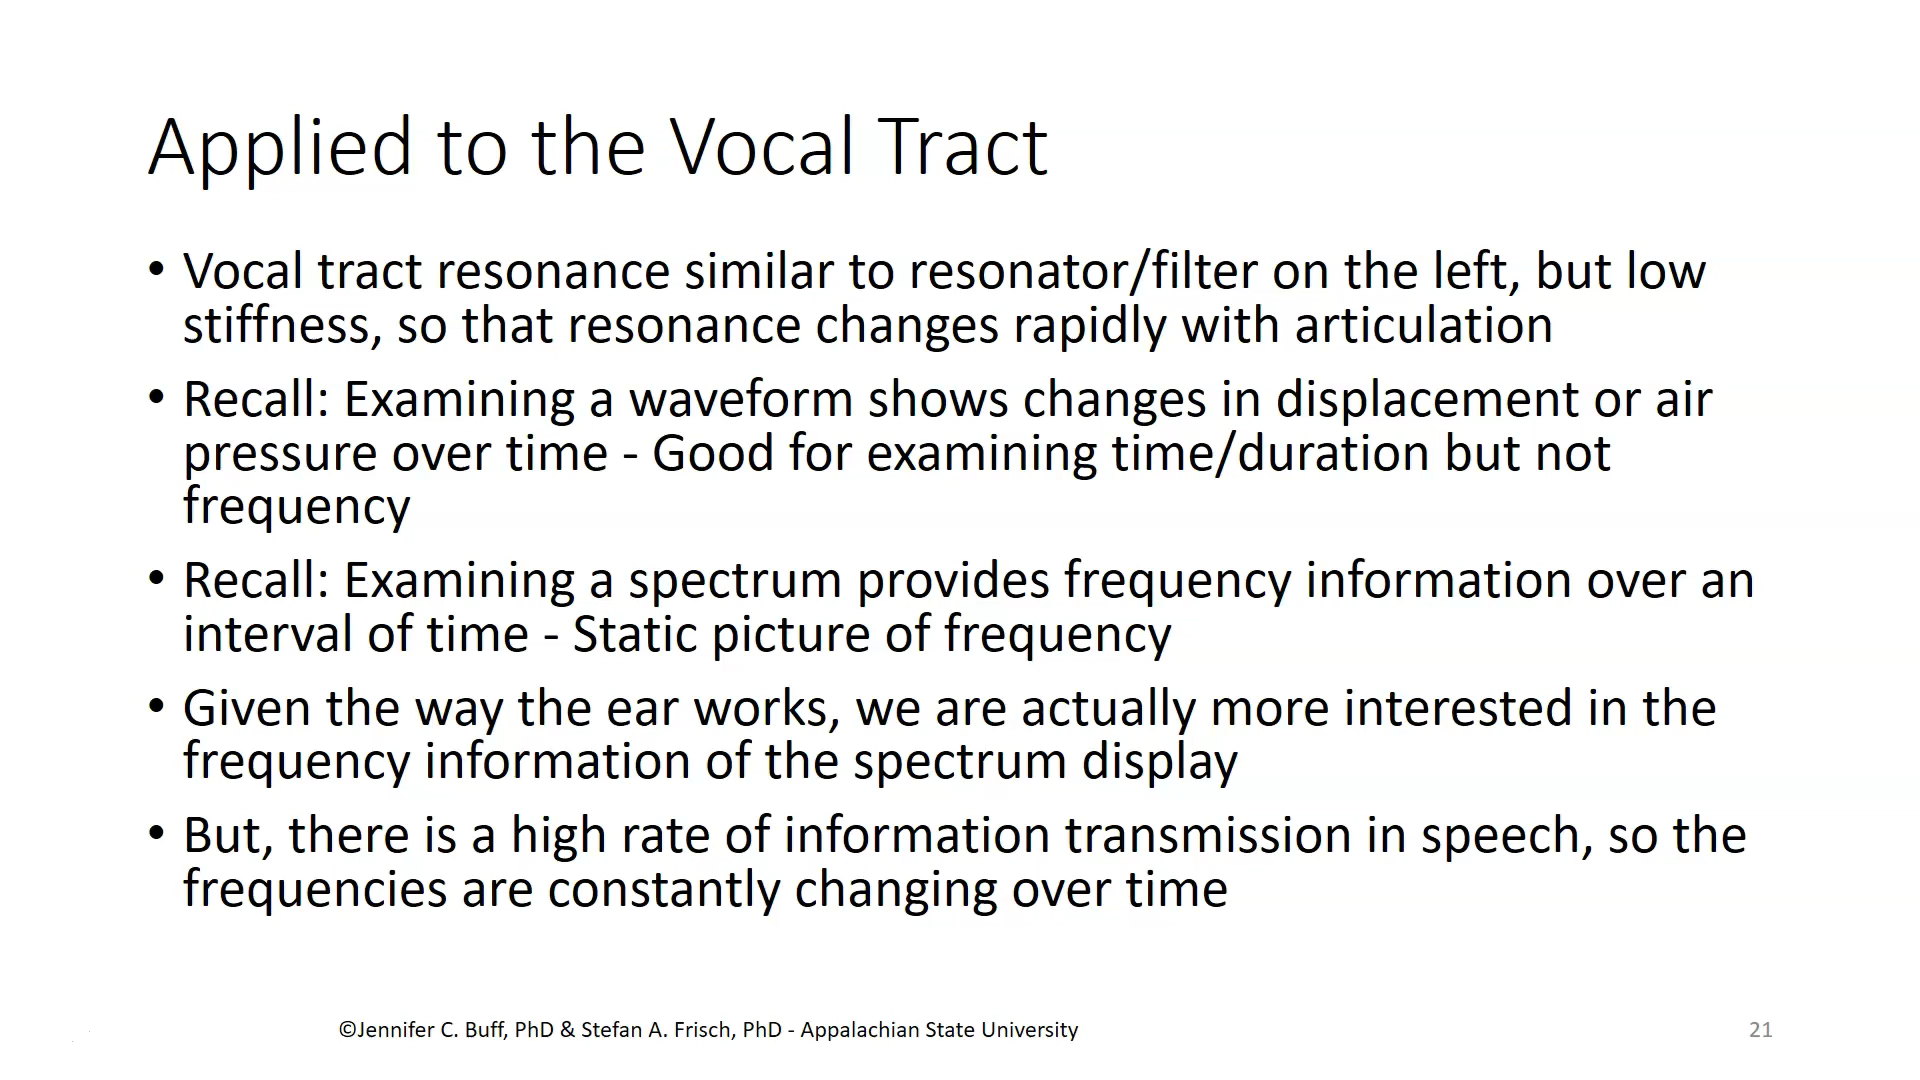 Applied to the Vocal Tract
• Vocal tract resonance similar to resonator/filter on the left, but low
stiffness, so that resonance changes rapidly with articulation
• Recall: Examining a waveform shows changes in displacement or air
pressure over time - Good for examining time/duration but not
frequency
• Recall: Examining a spectrum provides frequency information over an
interval of time - Static picture of frequency
• Given the way the ear works, we are actually more interested in the
frequency information of the spectrum display
• But, there is a high rate of information transmission in speech, so the
frequencies are constantly changing over time
©Jennifer C. Buff, PhD & Stefan A. Frisch, PhD - Appalachian State University
21